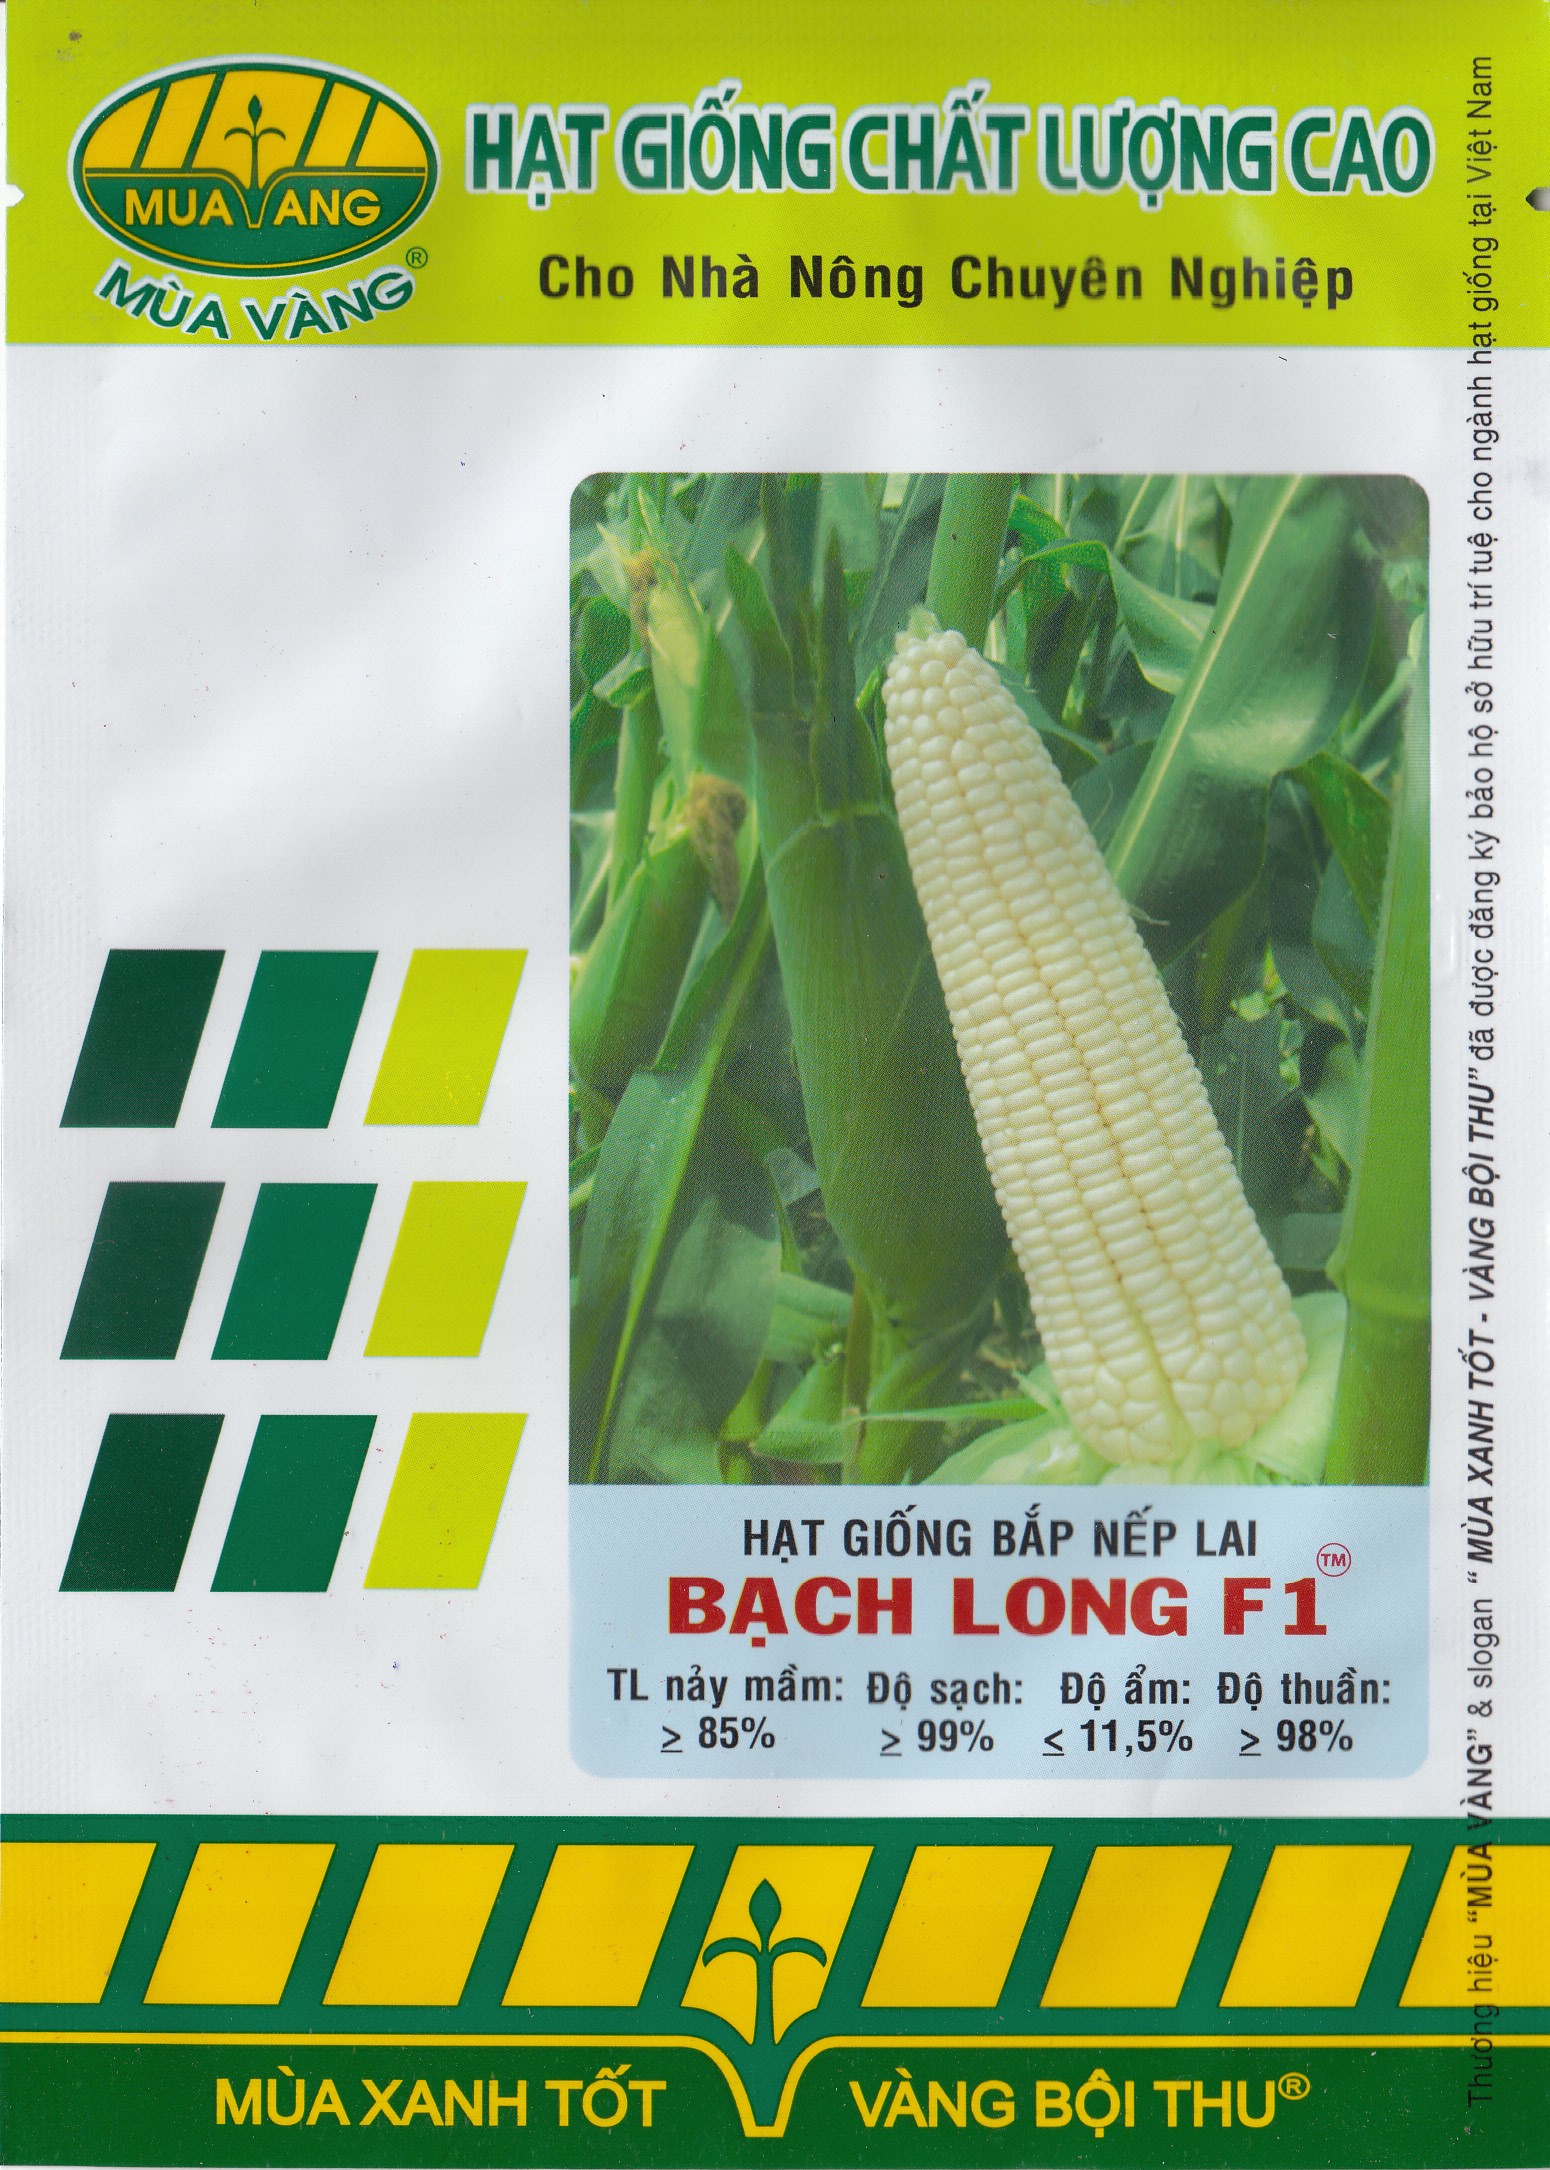 MUA VANG
MÙA VÀNG®
HẠT GIỐNG CHẤT LƯỢNG CAO
Cho Nhà Nông Chuyên Nghiệp
HẠT GIỐNG BẮP NẾP LAI
BẠCH LONG F1™
TL nảy mầm: Độ sạch: Độ ẩm: Độ thuần:
≥ 85% ≥ 99% ≤ 11,5% ≥ 98%
MÙA XANH TỐT VÀNG BỘI THU®
Thương hiệu “MÙA VÀNG” & slogan “ MÙA XANH TỐT - VÀNG BỘI THU” đã được đăng ký bảo hộ sở hữu trí tuệ cho ngành hạt giống tại Việt Nam